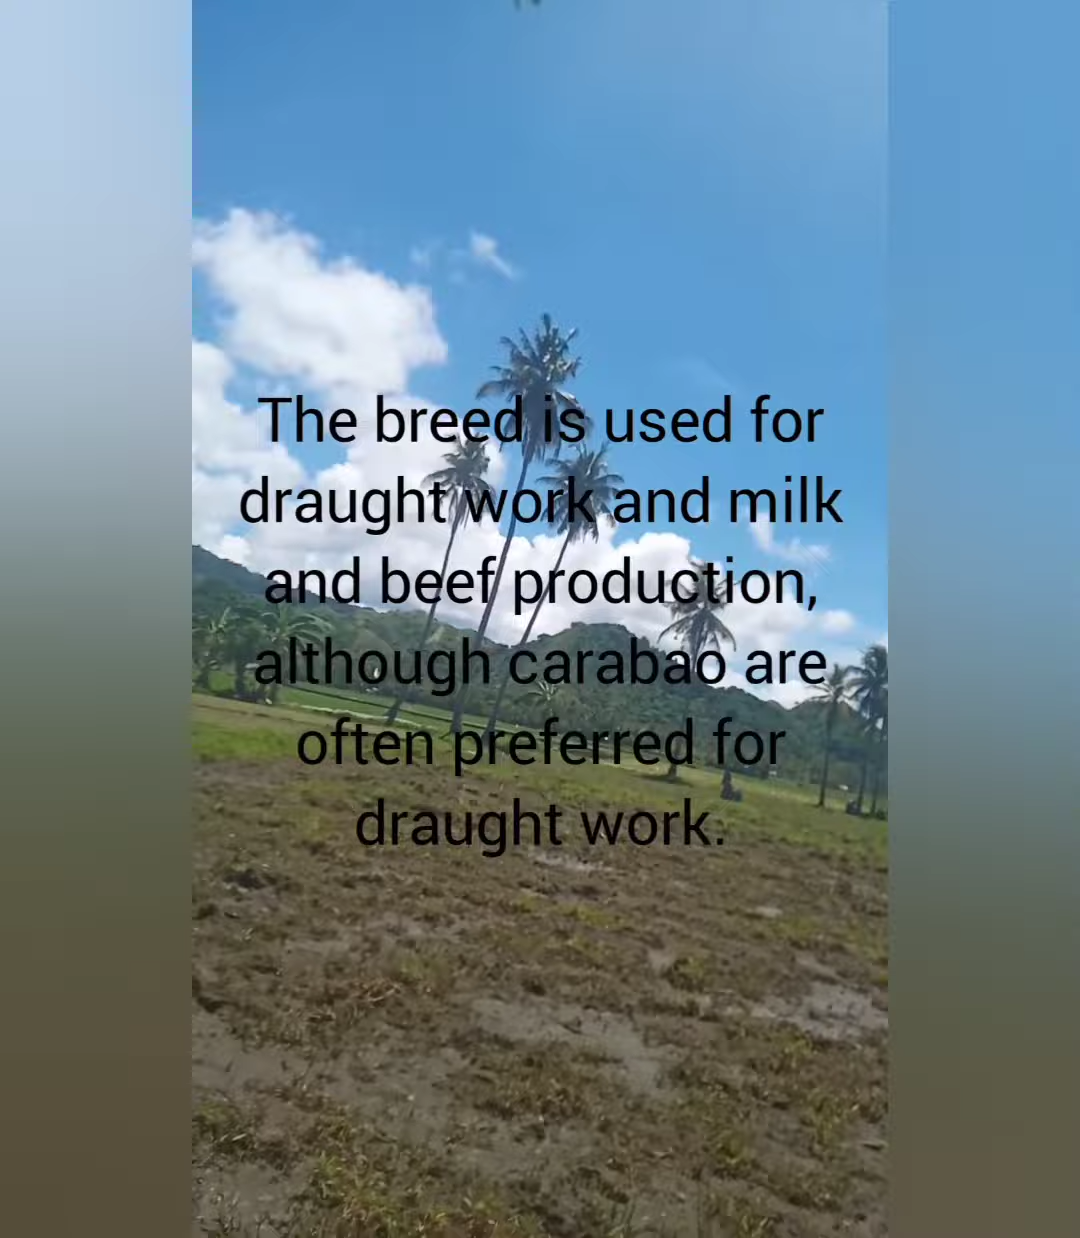 The breed is used for
draught work and milk
and beef production,
although carabao are
often preferred for
draught work.